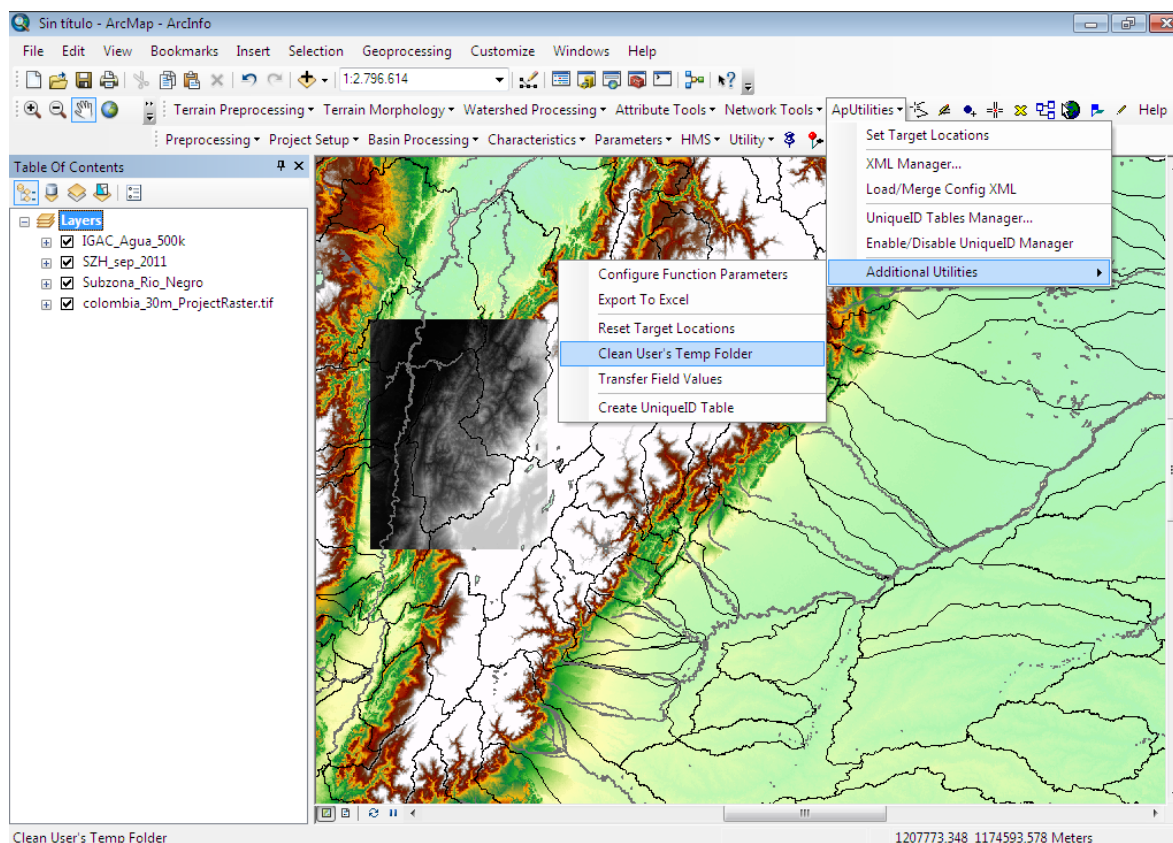 Sin título - ArcMap - ArcInfo
File Edit View Bookmarks Insert Selection Geoprocessing Customize Windows Help
1:2.796.614
Terrain Preprocessing Terrain Morphology Watershed Processing Attribute Tools Network Tools ApUtilities Help
Preprocessing Project Setup Basin Processing Characteristics Parameters HMS Utility
Set Target Locations
XML Manager...
Load/Merge Config XML
UniqueID Tables Manager...
Enable/Disable UniqueID Manager
Additional Utilities
Configure Function Parameters
Export To Excel
Reset Target Locations
Clean User's Temp Folder
Transfer Field Values
Create UniqueID Table
Table Of Contents
Layers
IGAC_Agua_500k
SZH_sep_2011
Subzona_Rio_Negro
colombia_30m_ProjectRaster.tif
Clean User's Temp Folder
1207773.348 1174593.578 Meters